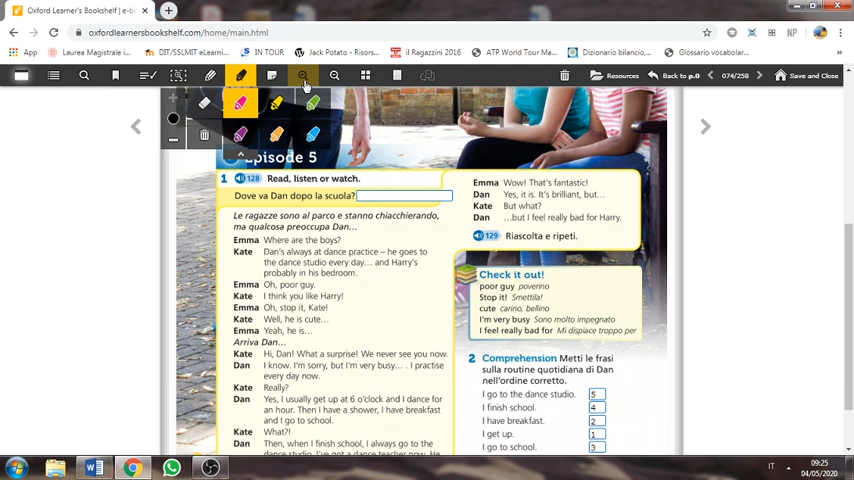 Oxford Learner's Bookshelf | e-b
oxfordlearnersbookshelf.com/home/main.html
App
Laurea Magistrale i
DIT/SSLMIT eLearni...
IN TOUR
Jack Potato - Risors...
il Ragazzini 2016
ATP World Tour Ma...
Dizionario bilancio,...
Glossario vocabolar...
NP
Resources
Back to p.0
074/258
Save and Close
Episode 5
1 128 Read, listen or watch.
Dove va Dan dopo la scuola?
Le ragazze sono al parco e stanno chiacchierando,
ma qualcosa preoccupa Dan…
Emma Where are the boys?
Kate Dan's always at dance practice – he goes to
the dance studio every day… and Harry's
probably in his bedroom.
Emma Oh, poor guy.
Kate I think you like Harry!
Emma Oh, stop it, Kate!
Kate Well, he is cute…
Emma Yeah, he is…
Arriva Dan…
Kate Hi, Dan! What a surprise! We never see you now.
Dan I know. I'm sorry, but I'm very busy… . I practise
every day now.
Kate Really?
Dan Yes, I usually get up at 6 o'clock and I dance for
an hour. Then I have a shower, I have breakfast
and I go to school.
Kate What?!
Dan Then, when I finish school, I always go to the
dance studio. I've got a dance teacher now. He
Emma Wow! That's fantastic!
Dan Yes, it is. It's brilliant, but…
Kate But what?
Dan …but I feel really bad for Harry.
129 Riascolta e ripeti.
Check it out!
poor guy poverino
Stop it! Smettila!
cute carino, bellino
I'm very busy Sono molto impegnato
I feel really bad for Mi dispiace troppo per
2 Comprehension Metti le frasi
sulla routine quotidiana di Dan
nell'ordine corretto.
I go to the dance studio. 5
I finish school. 4
I have breakfast. 2
I get up. 1
I go to school. 3
IT
09:25
04/05/2020